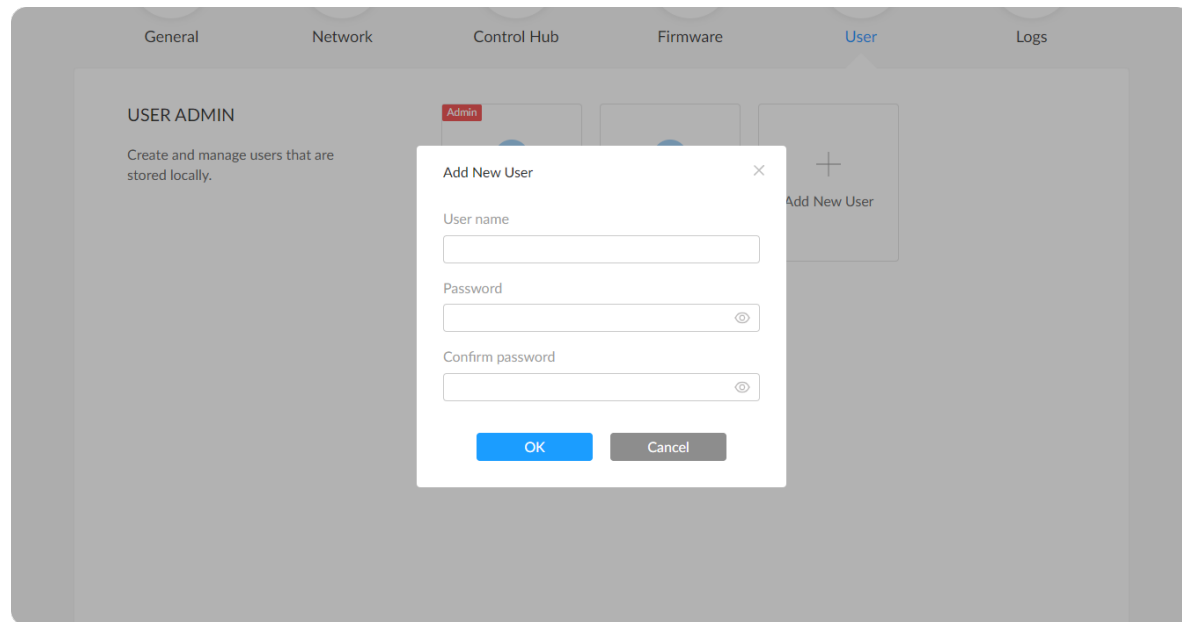 General
Network
Control Hub
Firmware
User
Logs
USER ADMIN
Create and manage users that are
stored locally.
Admin
Add New User
Add New User
User name
Password
Confirm password
OK
Cancel